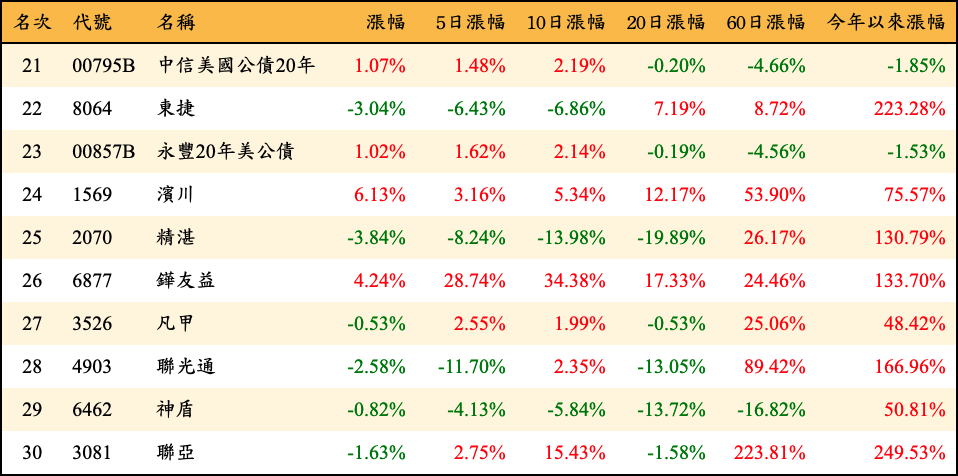 名次 代號 名稱 漲幅 5日漲幅 10日漲幅 20日漲幅 60日漲幅 今年以來漲幅
21 00795B 中信美國公債20年 1.07% 1.48% 2.19% -0.20% -4.66% -1.85%
22 8064 東捷 -3.04% -6.43% -6.86% 7.19% 8.72% 223.28%
23 00857B 永豐20年美公債 1.02% 1.62% 2.14% -0.19% -4.56% -1.53%
24 1569 濱川 6.13% 3.16% 5.34% 12.17% 53.90% 75.57%
25 2070 精湛 -3.84% -8.24% -13.98% -19.89% 26.17% 130.79%
26 6877 鏵友益 4.24% 28.74% 34.38% 17.33% 24.46% 133.70%
27 3526 凡甲 -0.53% 2.55% 1.99% -0.53% 25.06% 48.42%
28 4903 聯光通 -2.58% -11.70% 2.35% -13.05% 89.42% 166.96%
29 6462 神盾 -0.82% -4.13% -5.84% -13.72% -16.82% 50.81%
30 3081 聯亞 -1.63% 2.75% 15.43% -1.58% 223.81% 249.53%